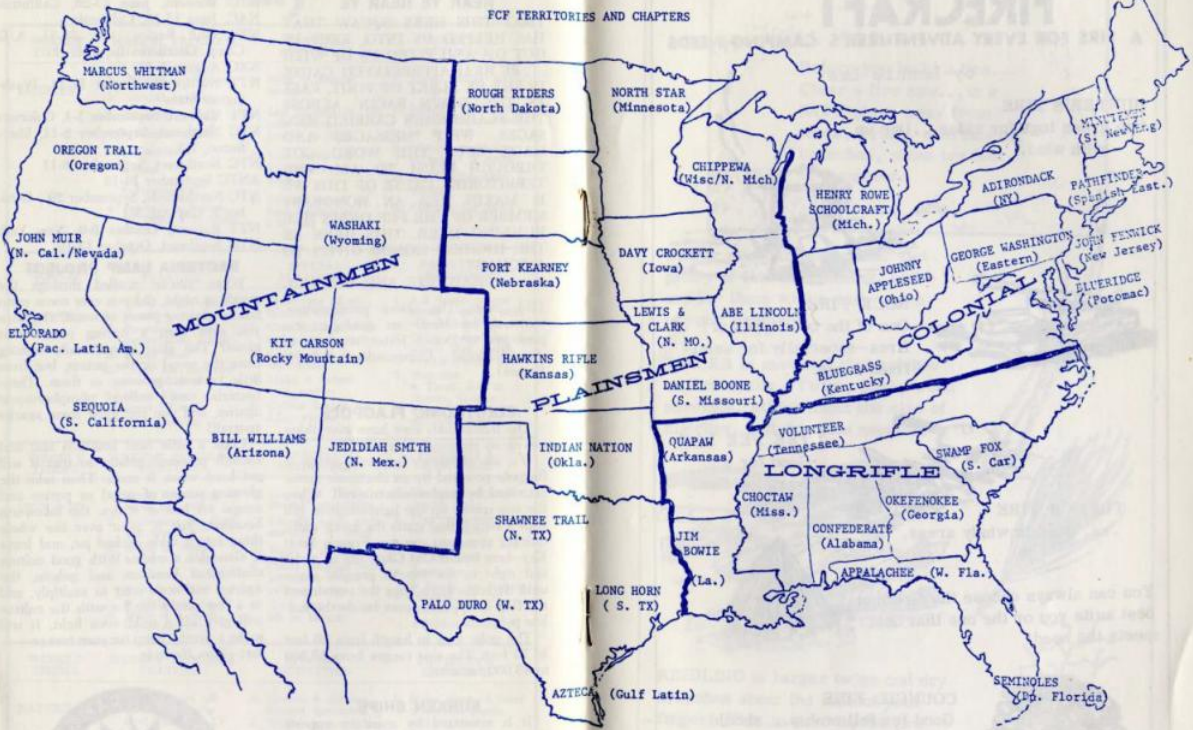 FCF TERRITORIES AND CHAPTERS
MARCUS WHITMAN
(Northwest)
OREGON TRAIL
(Oregon)
JOHN MUIR
(N. Cal./Nevada)
ELDORADO
(Pac. Latin Am.)
SEQUOIA
(S. California)
MOUNTAINMEN
WASHAKI
(Wyoming)
KIT CARSON
(Rocky Mountain)
BILL WILLIAMS
(Arizona)
JEDIDIAH SMITH
(N. Mex.)
ROUGH RIDERS
(North Dakota)
NORTH STAR
(Minnesota)
FORT KEARNEY
(Nebraska)
DAVY CROCKETT
(Iowa)
HAWKINS RIFLE
(Kansas)
LEWIS &
CLARK
(N. MO.)
PLAINSMEN
DANIEL BOONE
(S. Missouri)
INDIAN NATION
(Okla.)
SHAWNEE TRAIL
(N. TX)
PALO DURO (W. TX)
LONG HORN
( S. TX)
AZTECA (Gulf Latin)
CHIPPEWA
(Wisc/N. Mich)
ABE LINCOLN
(Illinois)
HENRY ROWE
SCHOOLCRAFT
(Mich.)
JOHNNY
APPLESEED
(Ohio)
BLUEGRASS
(Kentucky)
COLONIAL
ADIRONDACK
(NY)
GEORGE WASHINGTON
(Eastern)
MINUTEMEN
(S. New Eng)
PATHFINDER
(Spanish East.)
JOHN FENWICK
(New Jersey)
BLUERIDGE
(Potomac)
QUAPAW
(Arkansas)
JIM
BOWIE
(La.)
VOLUNTEER
(Tennessee)
LONGRIFLE
SWAMP FOX
(S. Car)
CHOCTAW
(Miss.)
CONFEDERATE
(Alabama)
OKEFENOKEE
(Georgia)
APPALACHEE (W. Fla.)
SEMINOLES
(Pn. Florida)